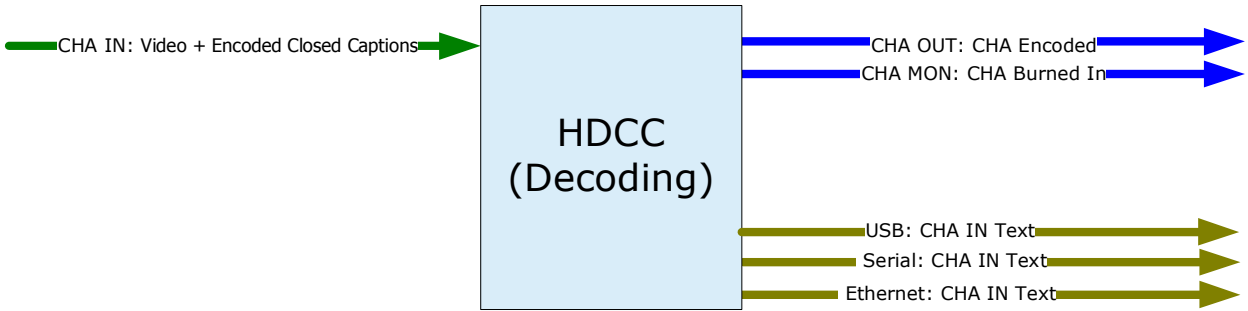 CHA IN: Video + Encoded Closed Captions
HDCC
(Decoding)
CHA OUT: CHA Encoded
CHA MON: CHA Burned In
USB: CHA IN Text
Serial: CHA IN Text
Ethernet: CHA IN Text